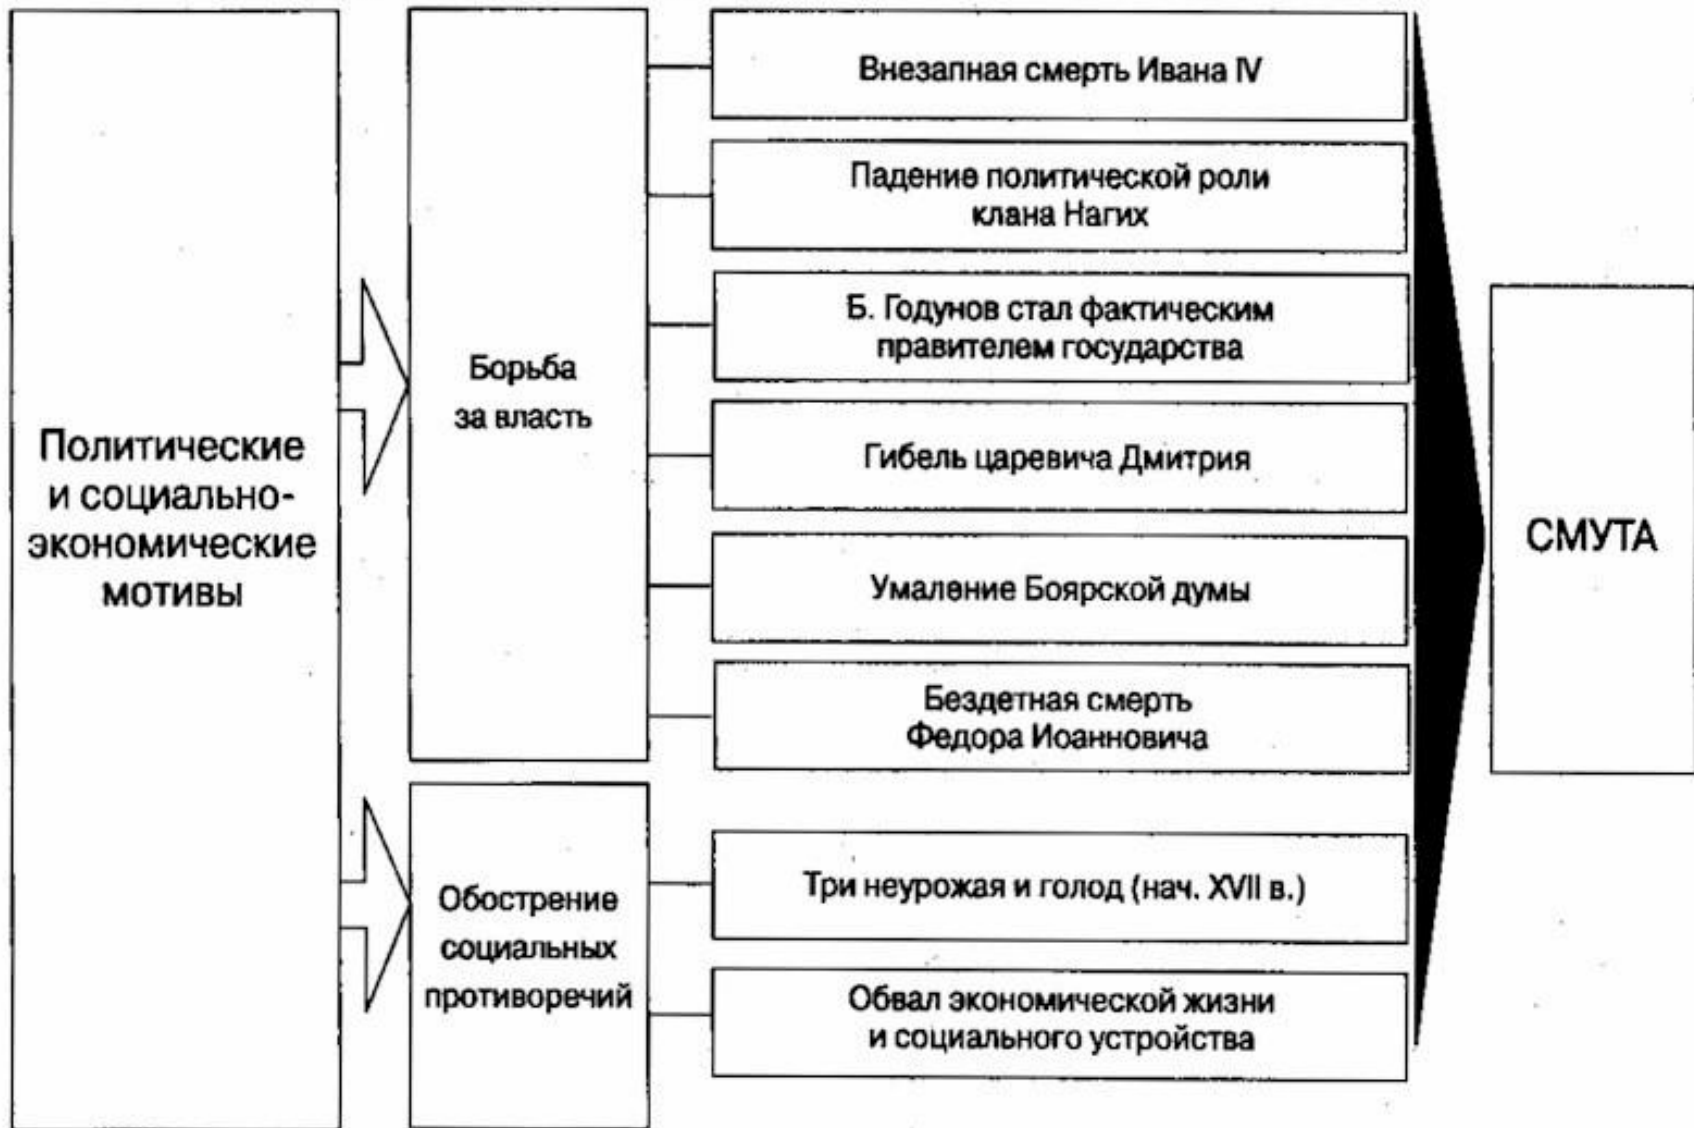 Политические
и социально-
экономические
мотивы
Борьба
за власть
Внезапная смерть Ивана IV
Падение политической роли
клана Нагих
Б. Годунов стал фактическим
правителем государства
Гибель царевича Дмитрия
Умаление Боярской думы
Бездетная смерть
Федора Иоанновича
Обострение
социальных
противоречий
Три неурожая и голод (нач. XVII в.)
Обвал экономической жизни
и социального устройства
СМУТА